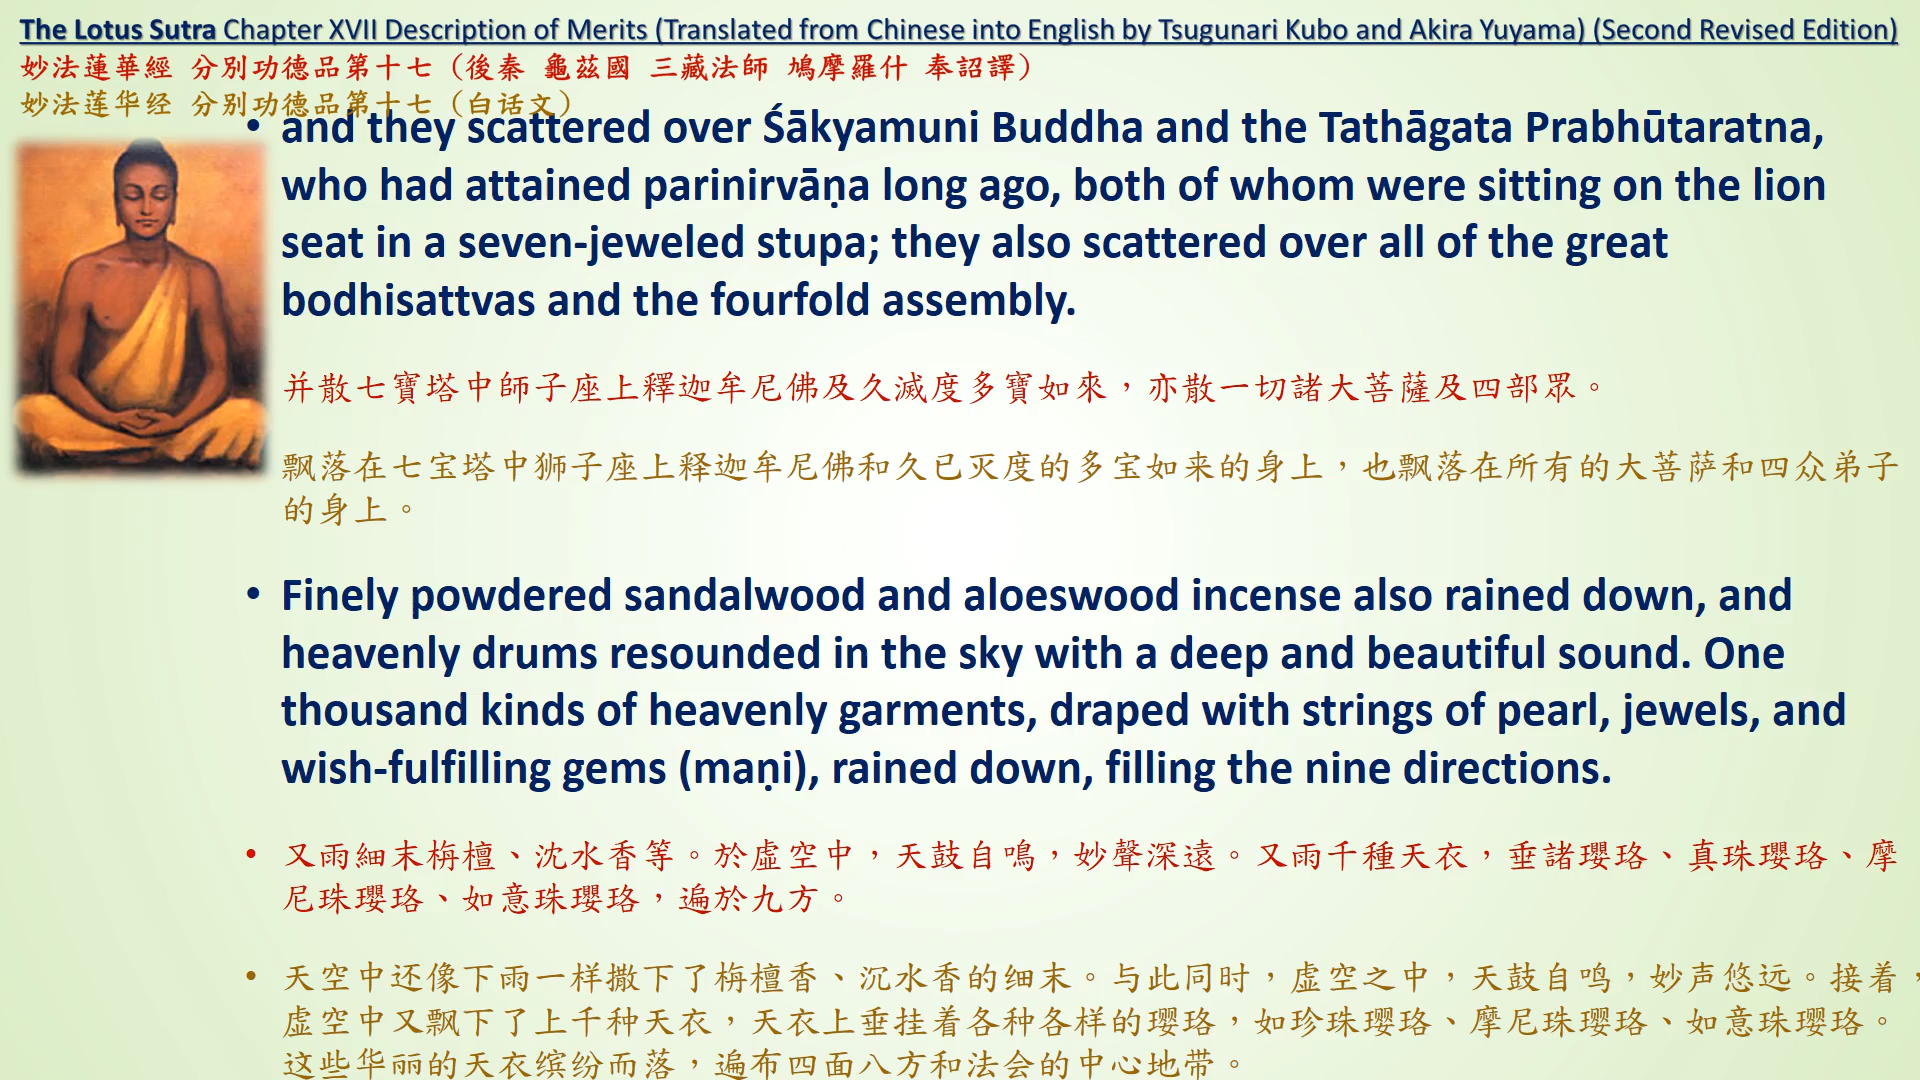 The Lotus Sutra Chapter XVII Description of Merits (Translated from Chinese into English by Tsugunari Kubo and Akira Yuyama) (Second Revised Edition)
妙法蓮華經 分別功德品第十七（後秦 龜茲國 三藏法師 鳩摩羅什 奉詔譯）
妙法莲华经 分别功德品第十七（白话文）
• and they scattered over Śākyamuni Buddha and the Tathāgata Prabhūtaratna,
who had attained parinirvāṇa long ago, both of whom were sitting on the lion
seat in a seven-jeweled stupa; they also scattered over all of the great
bodhisattvas and the fourfold assembly.
并散七寶塔中師子座上釋迦牟尼佛及久滅度多寶如來，亦散一切諸大菩薩及四部眾。
飘落在七宝塔中狮子座上释迦牟尼佛和久已灭度的多宝如来的身上，也飘落在所有的大菩萨和四众弟子
的身上。
• Finely powdered sandalwood and aloeswood incense also rained down, and
heavenly drums resounded in the sky with a deep and beautiful sound. One
thousand kinds of heavenly garments, draped with strings of pearl, jewels, and
wish-fulfilling gems (maṇi), rained down, filling the nine directions.
• 又雨細末栴檀、沈水香等。於虛空中，天鼓自鳴，妙聲深遠。又雨千種天衣，垂諸瓔珞、真珠瓔珞、摩
尼珠瓔珞、如意珠瓔珞，遍於九方。
• 天空中还像下雨一样撒下了栴檀香、沉水香的细末。与此同时，虚空之中，天鼓自鸣，妙声悠远。接着，
虚空中又飘下了上千种天衣，天衣上垂挂着各种各样的璎珞，如珍珠璎珞、摩尼珠璎珞、如意珠璎珞。
这些华丽的天衣缤纷而落，遍布四面八方和法会的中心地带。